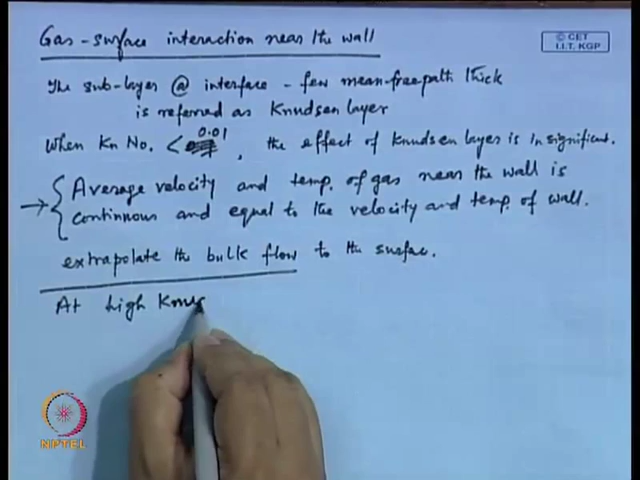 Gas-surface interaction near the wall
© CET
I.I.T. KGP
The sub-layer @ interface - few mean-free path thick
is referred as Knudsen layer
When Kn No. < 0.01, the effect of Knudsen layer is insignificant.
→ { Average velocity and temp. of gas near the wall is
continuous and equal to the velocity and temp. of wall.
extrapolate the bulk flow to the surface.
At high Knu
NPTEL